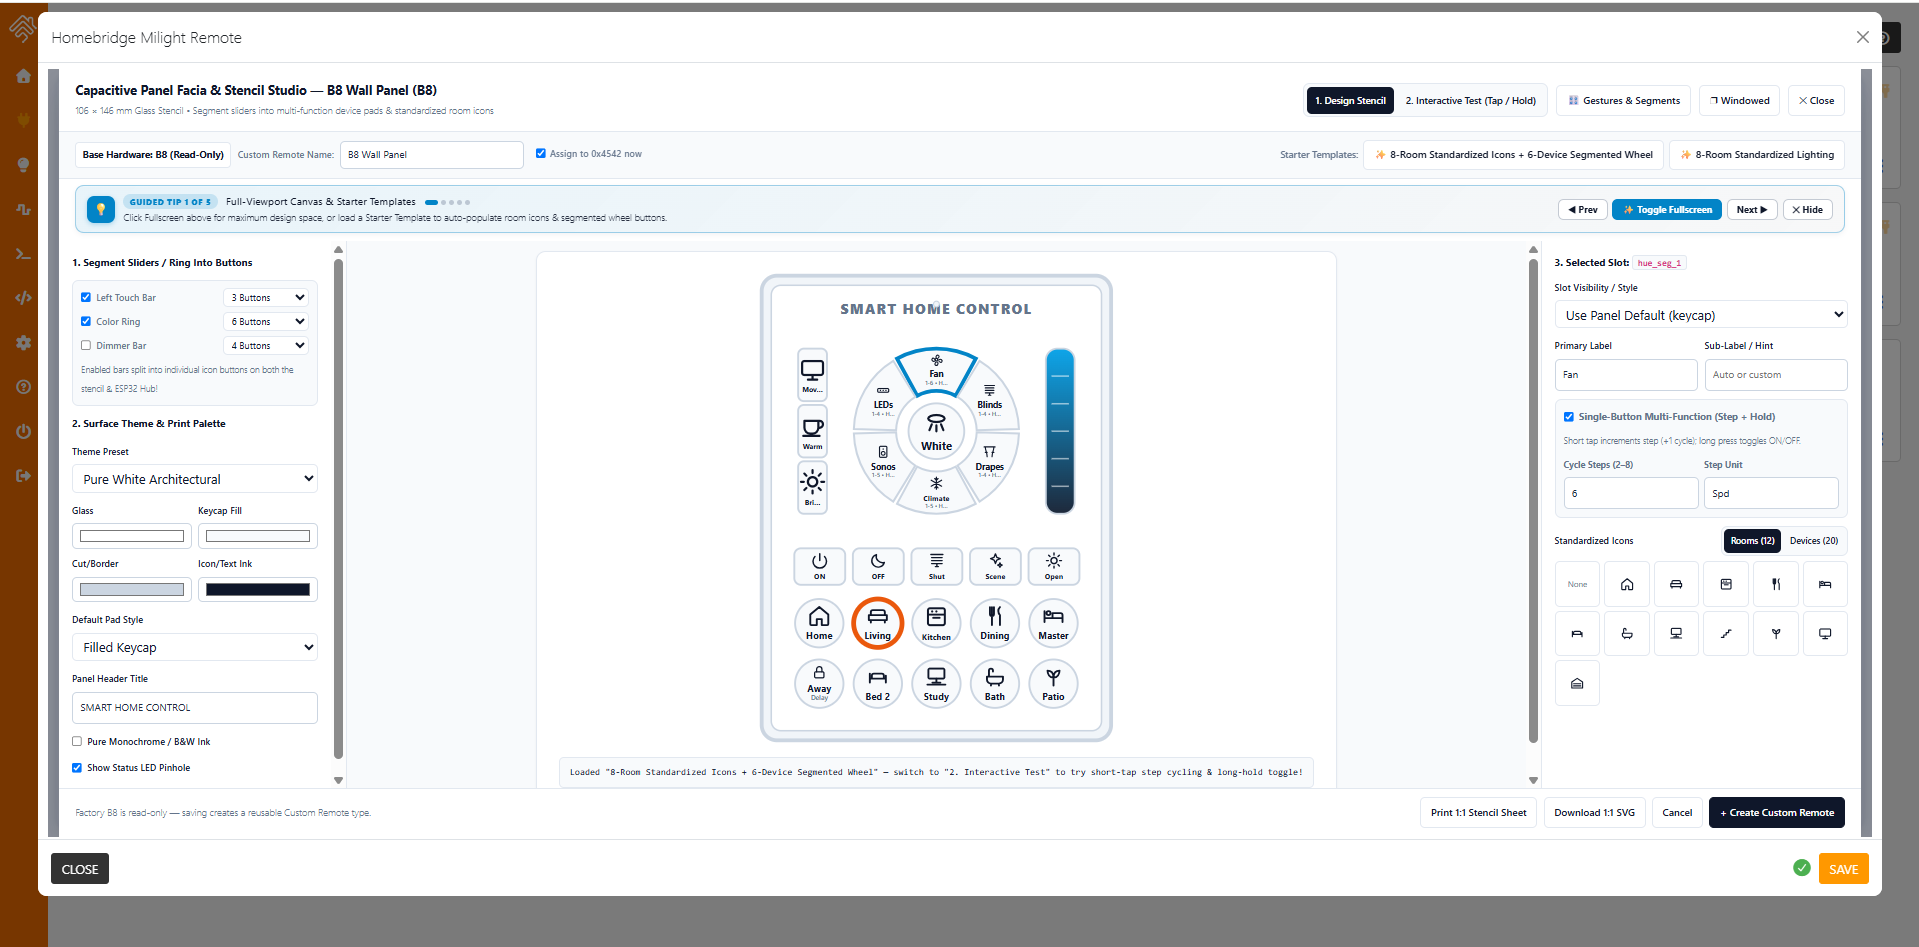 Homebridge Milight Remote
Capacitive Panel Facia & Stencil Studio — B8 Wall Panel (B8)
106 × 146 mm Glass Stencil • Segment sliders into multi-function device pads & standardized room icons
1. Design Stencil
2. Interactive Test (Tap / Hold)
Gestures & Segments
Windowed
Close
Base Hardware: B8 (Read-Only)
Custom Remote Name:
B8 Wall Panel
Assign to 0x4542 now
Starter Templates:
8-Room Standardized Icons + 6-Device Segmented Wheel
8-Room Standardized Lighting
GUIDED TIP 1 OF 5
Full-Viewport Canvas & Starter Templates
Click Fullscreen above for maximum design space, or load a Starter Template to auto-populate room icons & segmented wheel buttons.
◀ Prev
Toggle Fullscreen
Next ▶
Hide
1. Segment Sliders / Ring Into Buttons
Left Touch Bar
3 Buttons
Color Ring
6 Buttons
Dimmer Bar
4 Buttons
Enabled bars split into individual icon buttons on both the
stencil & ESP32 Hub!
2. Surface Theme & Print Palette
Theme Preset
Pure White Architectural
Glass
Keycap Fill
Cut/Border
Icon/Text Ink
Default Pad Style
Filled Keycap
Panel Header Title
SMART HOME CONTROL
Pure Monochrome / B&W Ink
Show Status LED Pinhole
SMART HOME CONTROL
Mov...
Warm
Bri...
Fan
1-6 • H...
LEDs
1-4 • H...
Blinds
1-4 • H...
White
Sonos
1-5 • H...
Drapes
1-4 • H...
Climate
1-5 • H...
ON
OFF
Shut
Scene
Open
Home
Living
Kitchen
Dining
Master
Away
Delay
Bed 2
Study
Bath
Patio
Loaded "8-Room Standardized Icons + 6-Device Segmented Wheel" — switch to "2. Interactive Test" to try short-tap step cycling & long-hold toggle!
3. Selected Slot: hue_seg_1
Slot Visibility / Style
Use Panel Default (keycap)
Primary Label
Sub-Label / Hint
Fan
Auto or custom
Single-Button Multi-Function (Step + Hold)
Short tap increments step (+1 cycle); long press toggles ON/OFF.
Cycle Steps (2–8)
Step Unit
6
Spd
Standardized Icons
Rooms (12)
Devices (20)
None
Factory B8 is read-only — saving creates a reusable Custom Remote type.
Print 1:1 Stencil Sheet
Download 1:1 SVG
Cancel
+ Create Custom Remote
CLOSE
SAVE